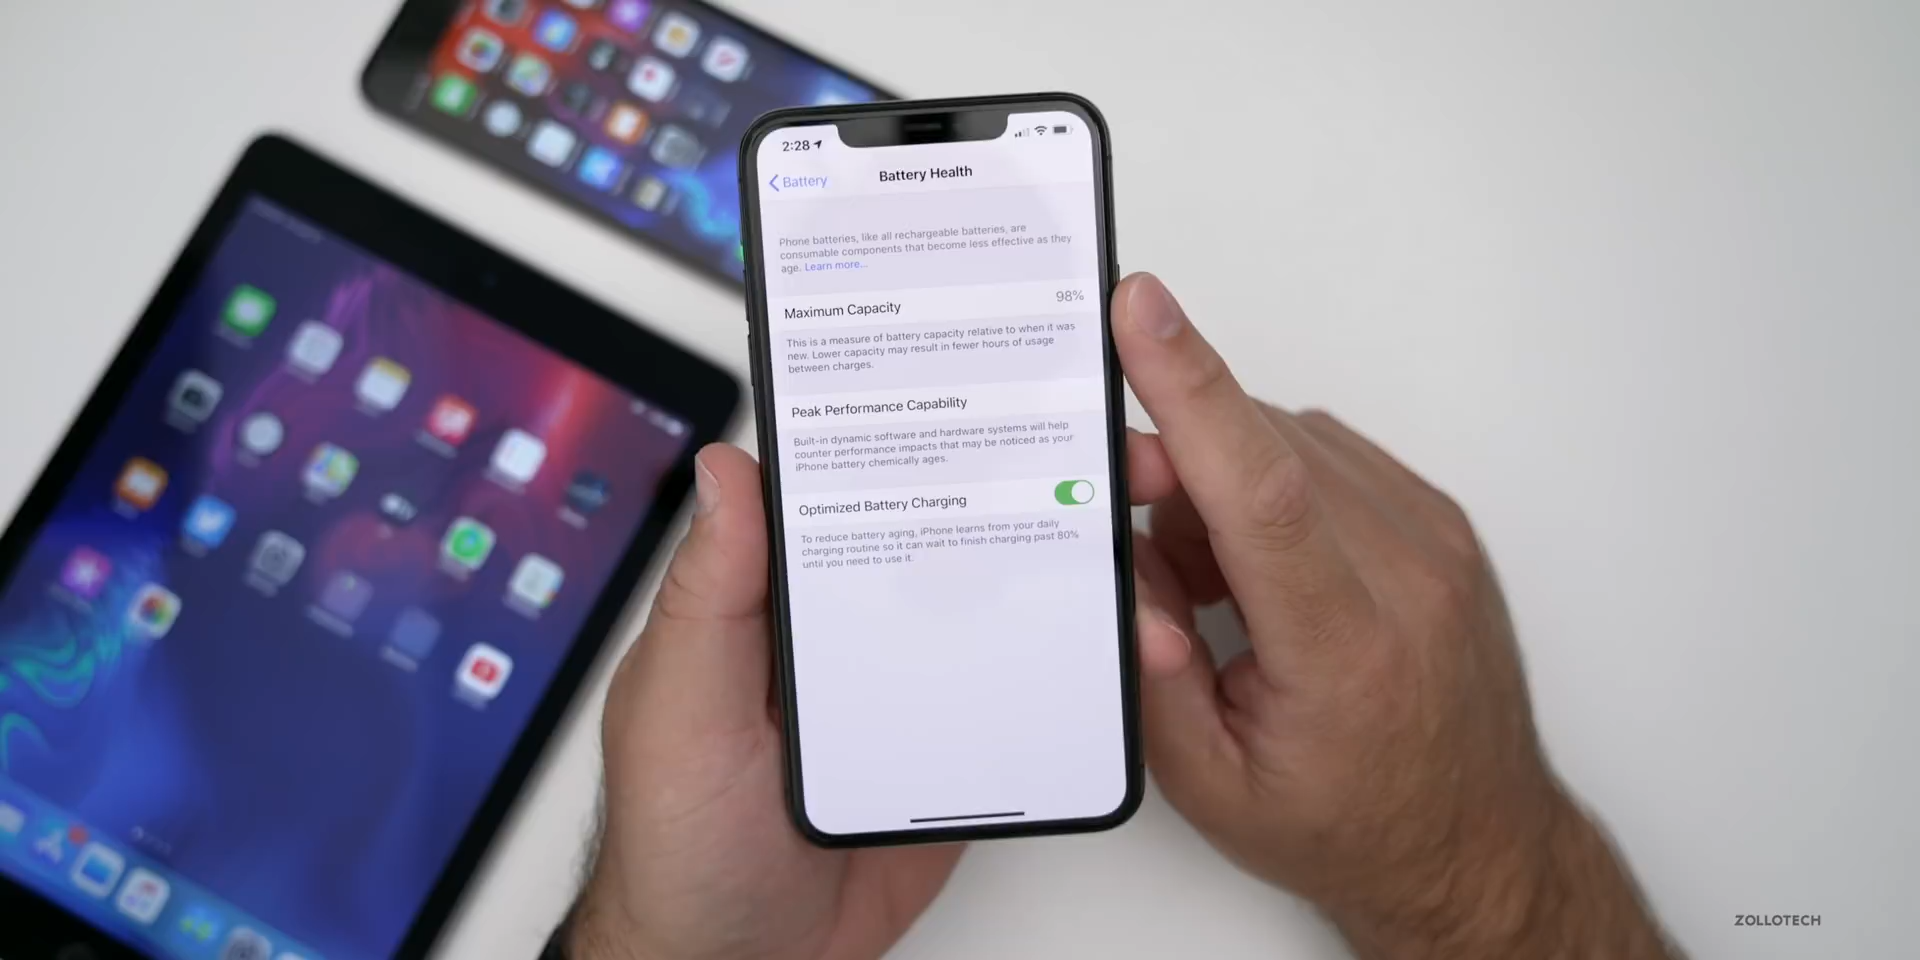 2:28
Battery
Battery Health
Phone batteries, like all rechargeable batteries, are
consumable components that become less effective as they
age. Learn more...
Maximum Capacity 98%
This is a measure of battery capacity relative to when it was
new. Lower capacity may result in fewer hours of usage
between charges.
Peak Performance Capability
Built-in dynamic software and hardware systems will help
counter performance impacts that may be noticed as your
iPhone battery chemically ages.
Optimized Battery Charging
To reduce battery aging, iPhone learns from your daily
charging routine so it can wait to finish charging past 80%
until you need to use it.
ZOLLOTECH